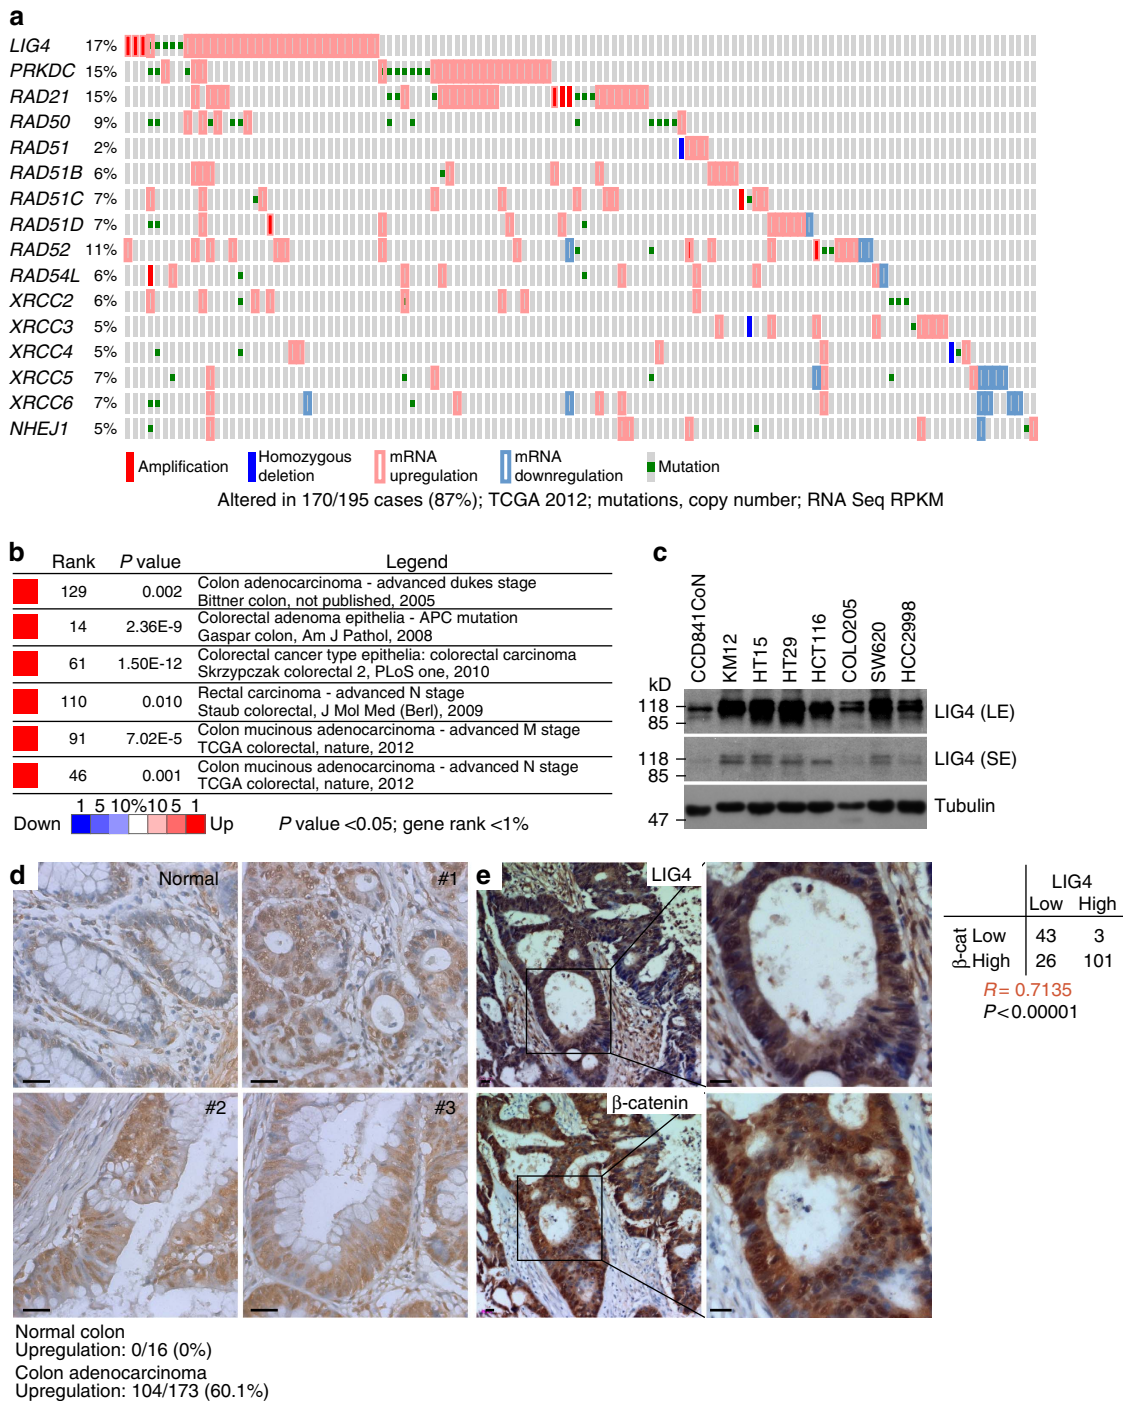 a
LIG4 17%
PRKDC 15%
RAD21 15%
RAD50 9%
RAD51 2%
RAD51B 6%
RAD51C 7%
RAD51D 7%
RAD52 11%
RAD54L 6%
XRCC2 6%
XRCC3 5%
XRCC4 5%
XRCC5 7%
XRCC6 7%
NHEJ1 5%
Amplification
Homozygous deletion
mRNA upregulation
mRNA downregulation
Mutation
Altered in 170/195 cases (87%); TCGA 2012; mutations, copy number; RNA Seq RPKM
b
Rank P value Legend
129 0.002 Colon adenocarcinoma - advanced dukes stage
Bittner colon, not published, 2005
14 2.36E-9 Colorectal adenoma epithelia - APC mutation
Gaspar colon, Am J Pathol, 2008
61 1.50E-12 Colorectal cancer type epithelia: colorectal carcinoma
Skrzypczak colorectal 2, PLoS one, 2010
110 0.010 Rectal carcinoma - advanced N stage
Staub colorectal, J Mol Med (Berl), 2009
91 7.02E-5 Colon mucinous adenocarcinoma - advanced M stage
TCGA colorectal, nature, 2012
46 0.001 Colon mucinous adenocarcinoma - advanced N stage
TCGA colorectal, nature, 2012
1 5 10%10 5 1
Down Up P value <0.05; gene rank <1%
c
CCD841CoN KM12 HT15 HT29 HCT116 COLO205 SW620 HCC2998
kD
118
85
LIG4 (LE)
118
85
LIG4 (SE)
47
Tubulin
d
Normal
#1
#2
#3
Normal colon
Upregulation: 0/16 (0%)
Colon adenocarcinoma
Upregulation: 104/173 (60.1%)
e
LIG4
β-catenin
LIG4
Low High
β-cat
Low 43 3
High 26 101
R= 0.7135
P<0.00001